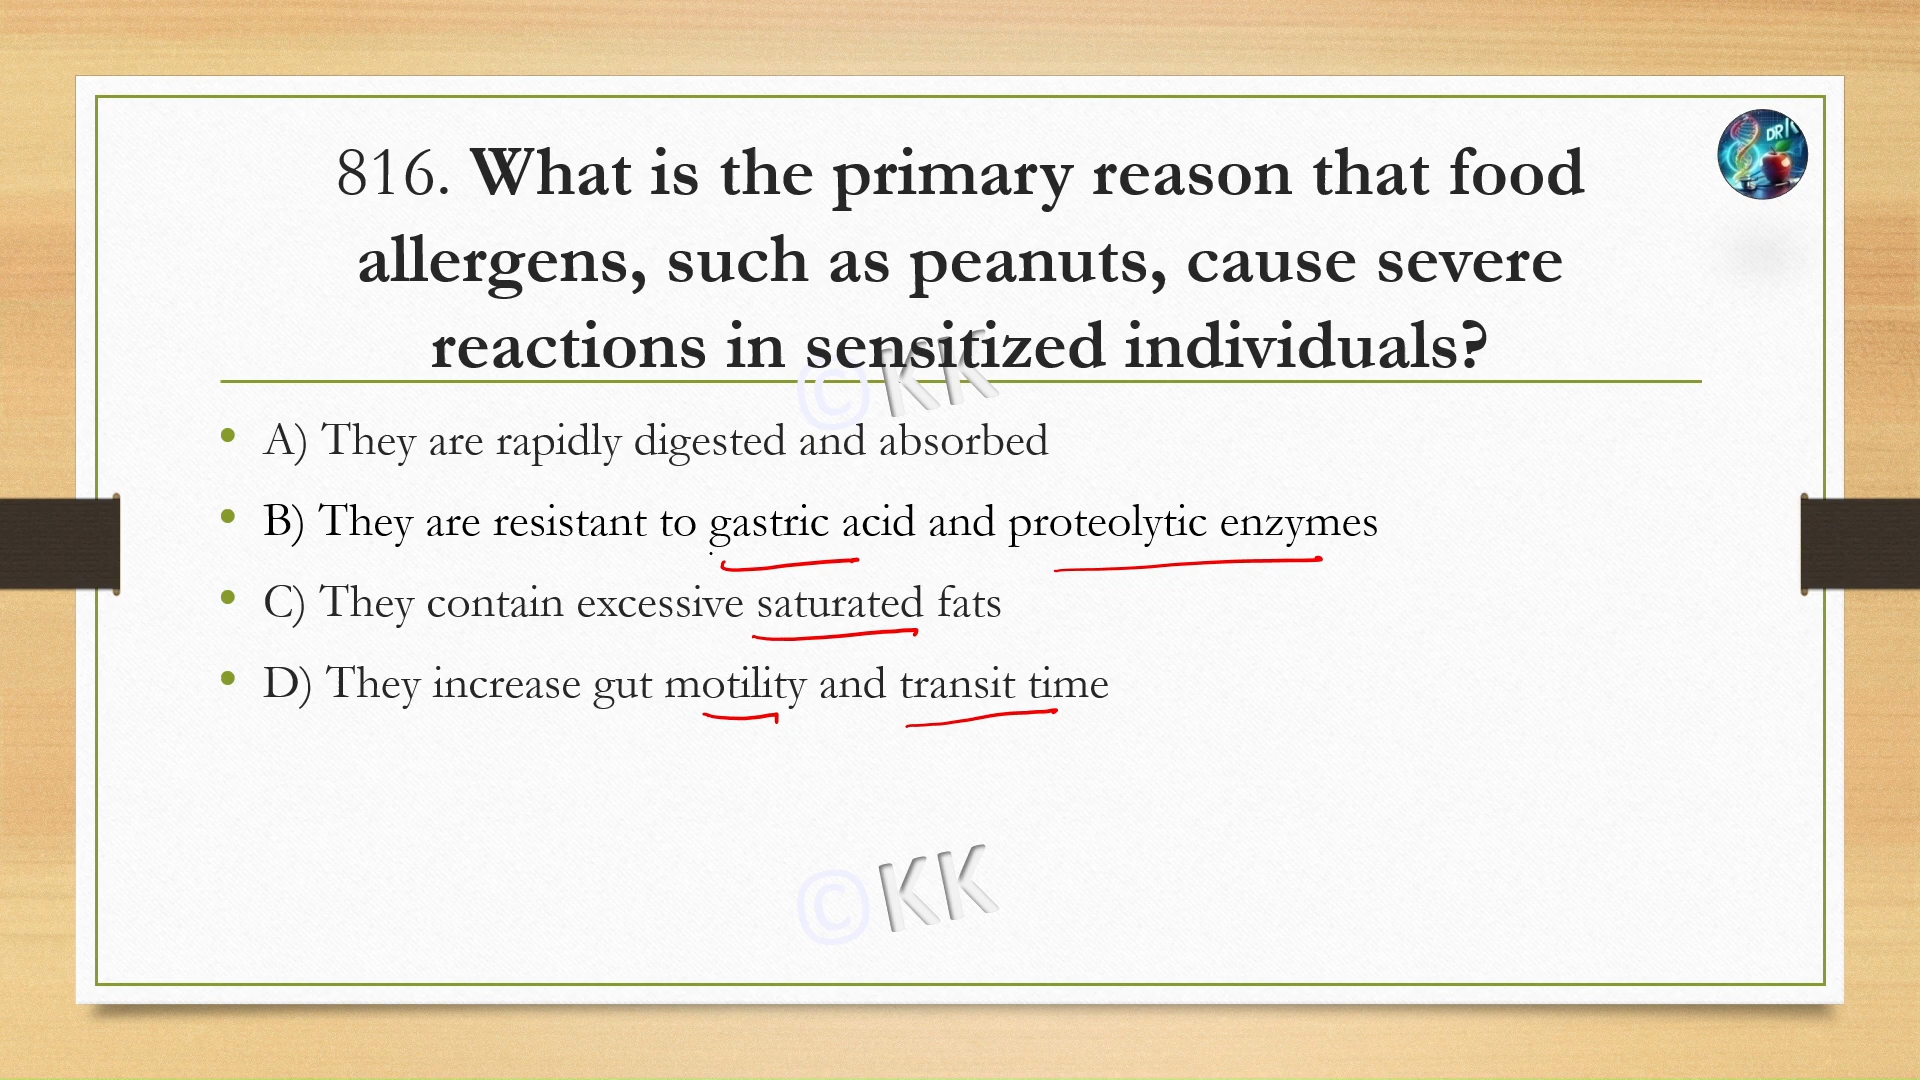 816. What is the primary reason that food
allergens, such as peanuts, cause severe
reactions in sensitized individuals?
©KK
• A) They are rapidly digested and absorbed
• B) They are resistant to gastric acid and proteolytic enzymes
• C) They contain excessive saturated fats
• D) They increase gut motility and transit time
©KK